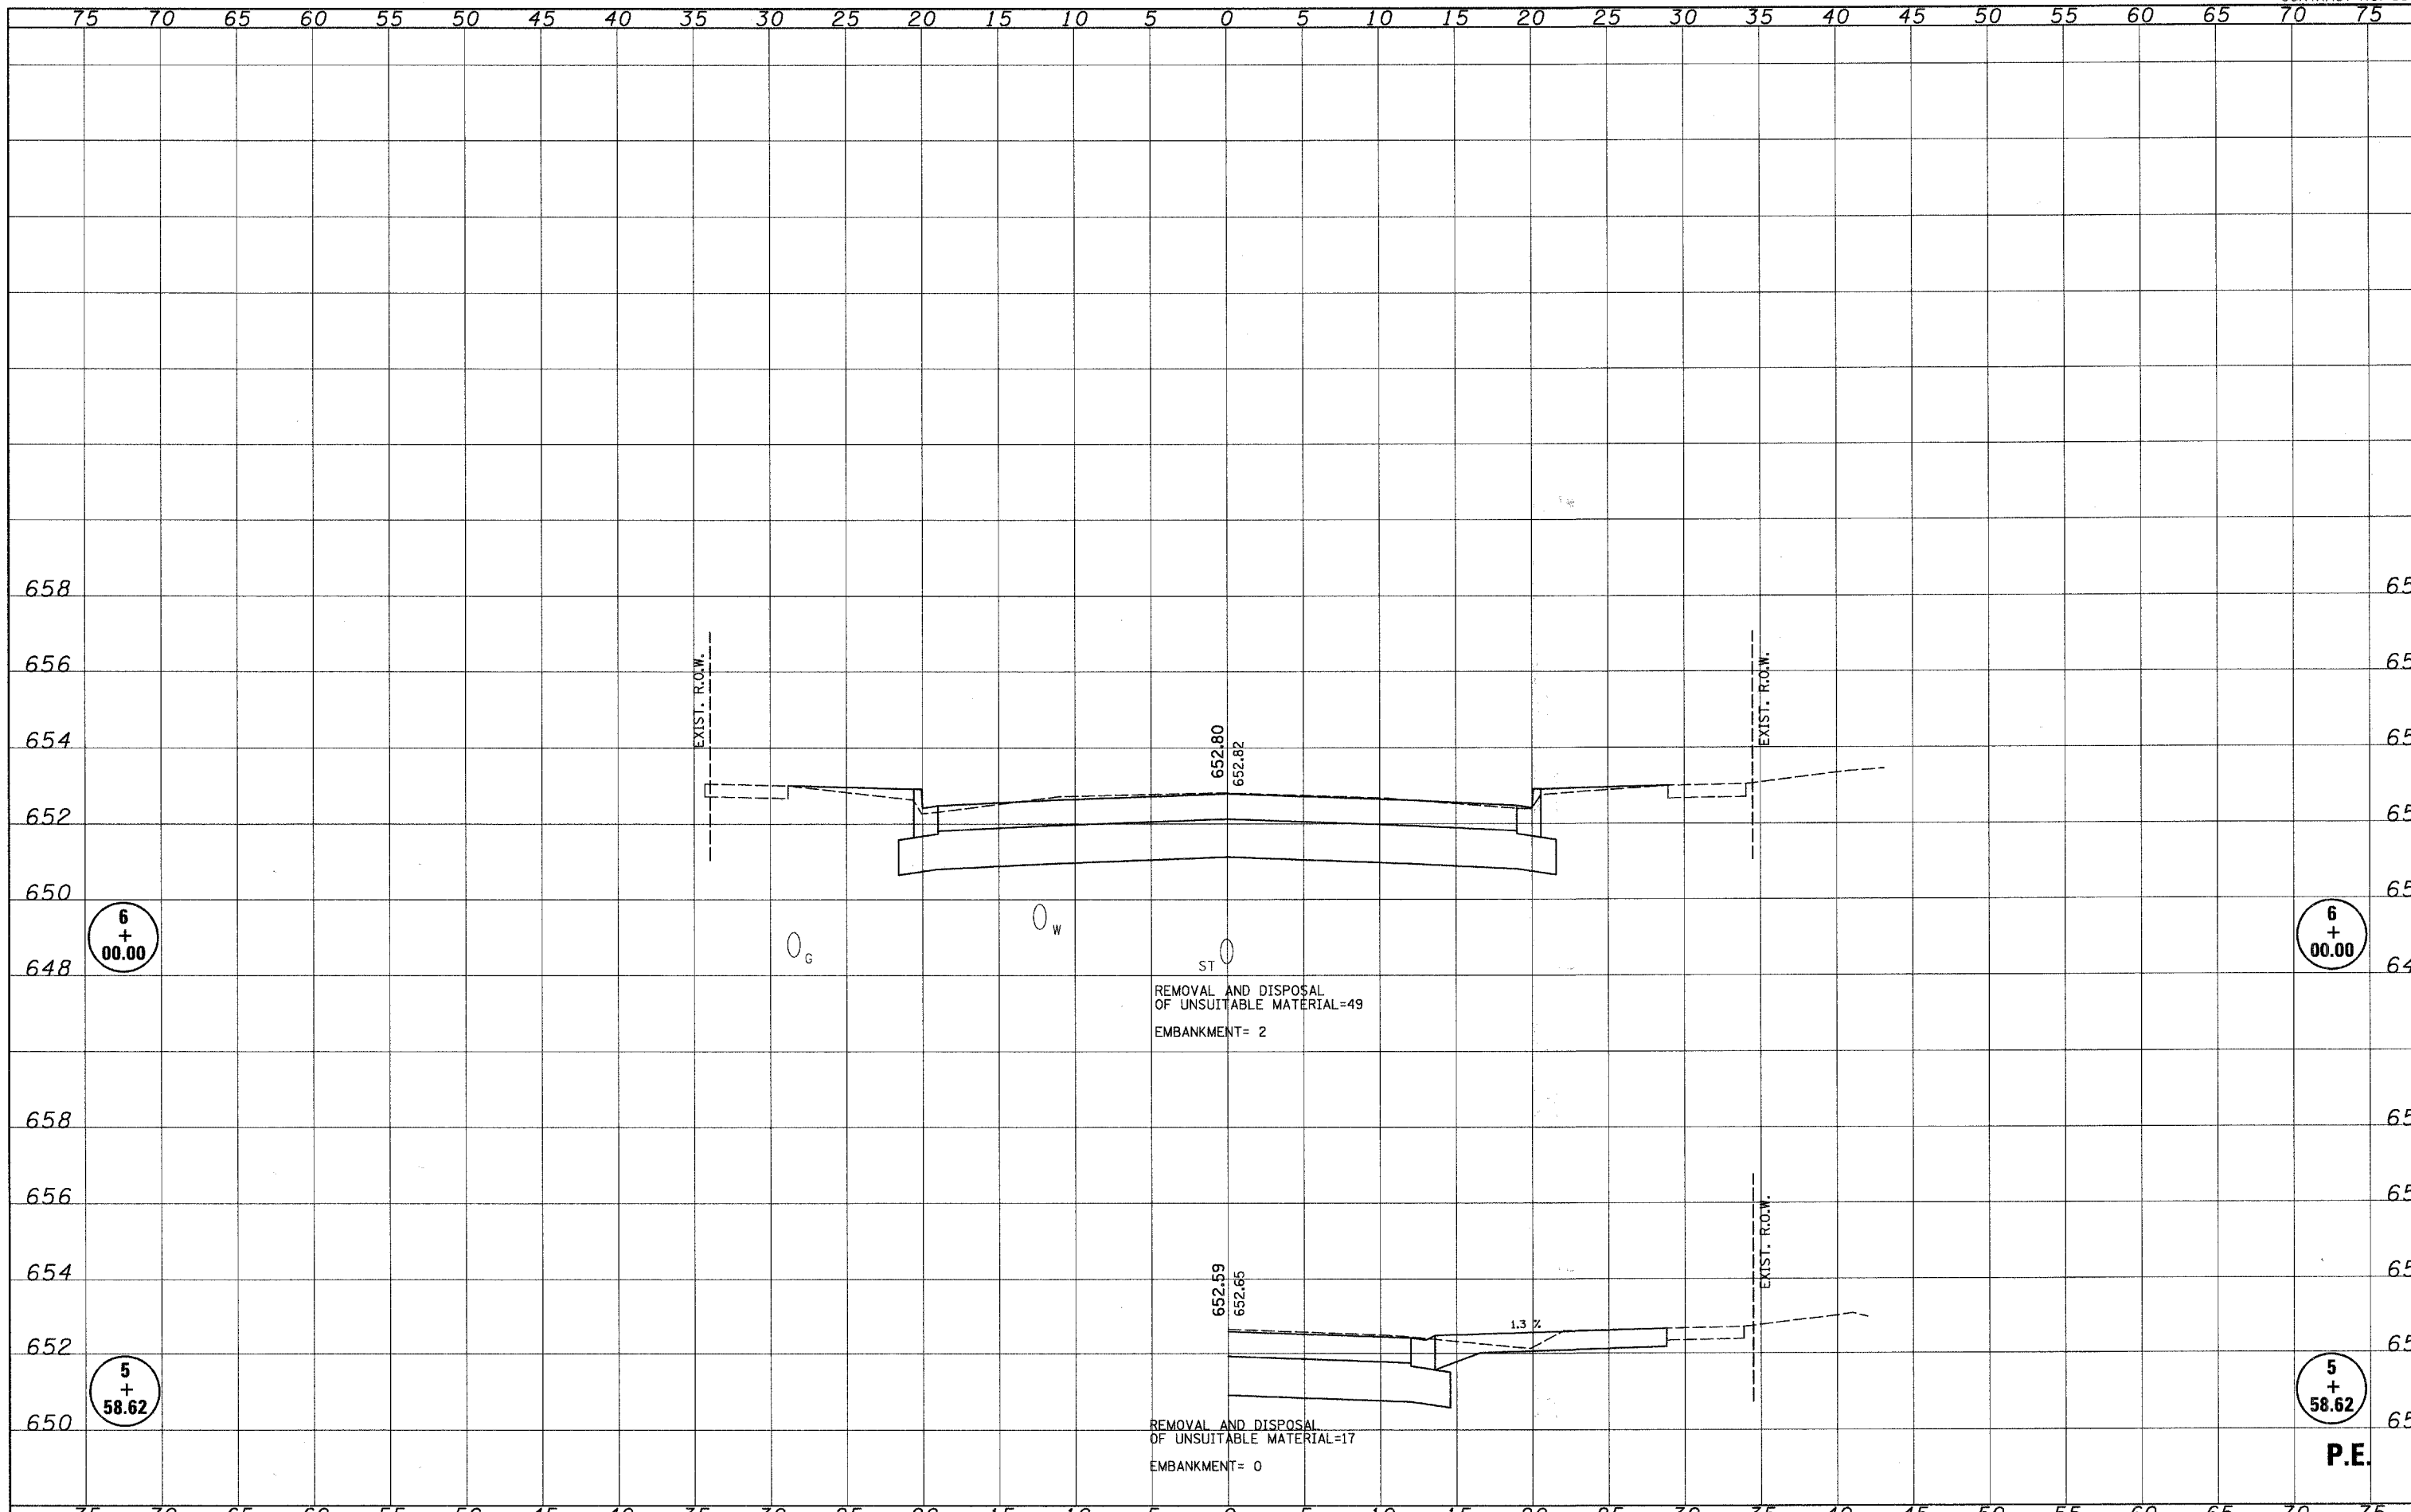 75 70 65 60 55 50 45 40 35 30 25 20 15 10 5 0 5 10 15 20 25 30 35 40 45 50 55 60 65 70 75
658
656
EXIST. R.O.W.
EXIST. R.O.W.
654
652.80
652.82
652
650
6
+
00.00
W
G
ST
6
+
00.00
648
REMOVAL AND DISPOSAL
OF UNSUITABLE MATERIAL=49
EMBANKMENT= 2
658
656
EXIST. R.O.W.
654
652.59
652.65
1.3 %
652
5
+
58.62
5
+
58.62
650
REMOVAL AND DISPOSAL
OF UNSUITABLE MATERIAL=17
EMBANKMENT= 0
P.E.